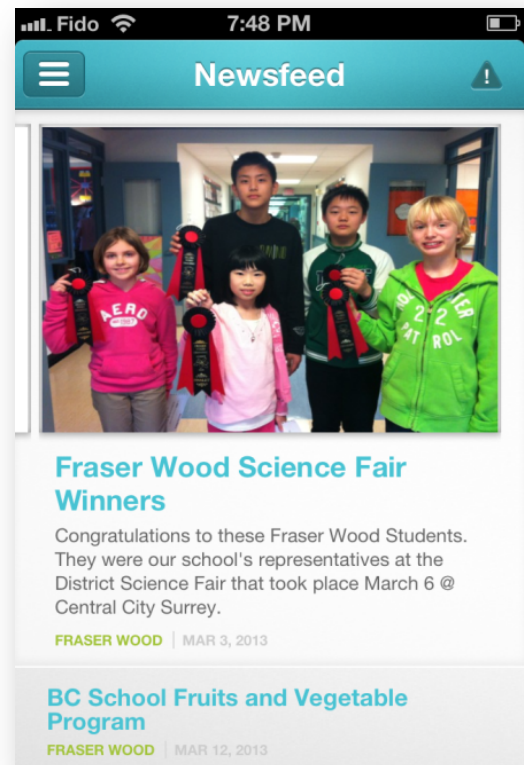 Fido 7:48 PM
Newsfeed
AERO
22
PATROL
Fraser Wood Science Fair
Winners
Congratulations to these Fraser Wood Students.
They were our school's representatives at the
District Science Fair that took place March 6 @
Central City Surrey.
FRASER WOOD | MAR 3, 2013
BC School Fruits and Vegetable
Program
FRASER WOOD | MAR 12, 2013